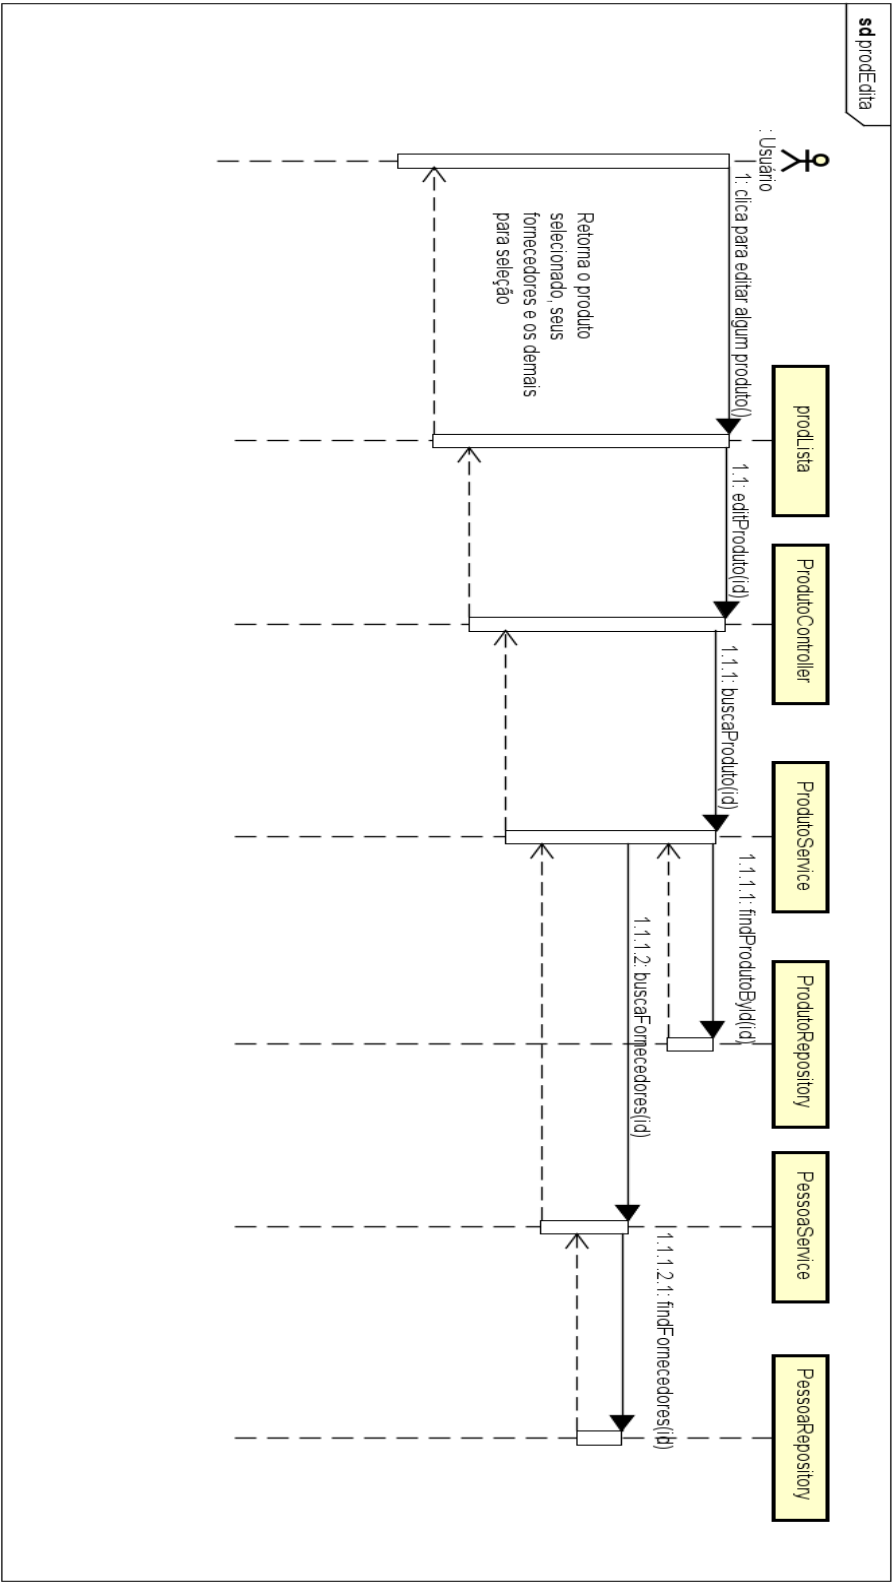 sd prodEdita
: Usuário
prodLista
ProdutoController
ProdutoService
ProdutoRepository
PessoaService
PessoaRepository
1: clica para editar algum produto()
1.1: editProduto(id)
1.1.1: buscaProduto(id)
1.1.1.1: findProdutoById(id)
1.1.1.2: buscaFornecedores(id)
1.1.1.2.1: findFornecedores(id)
Retorna o produto
selecionado, seus
fornecedores e os demais
para seleção